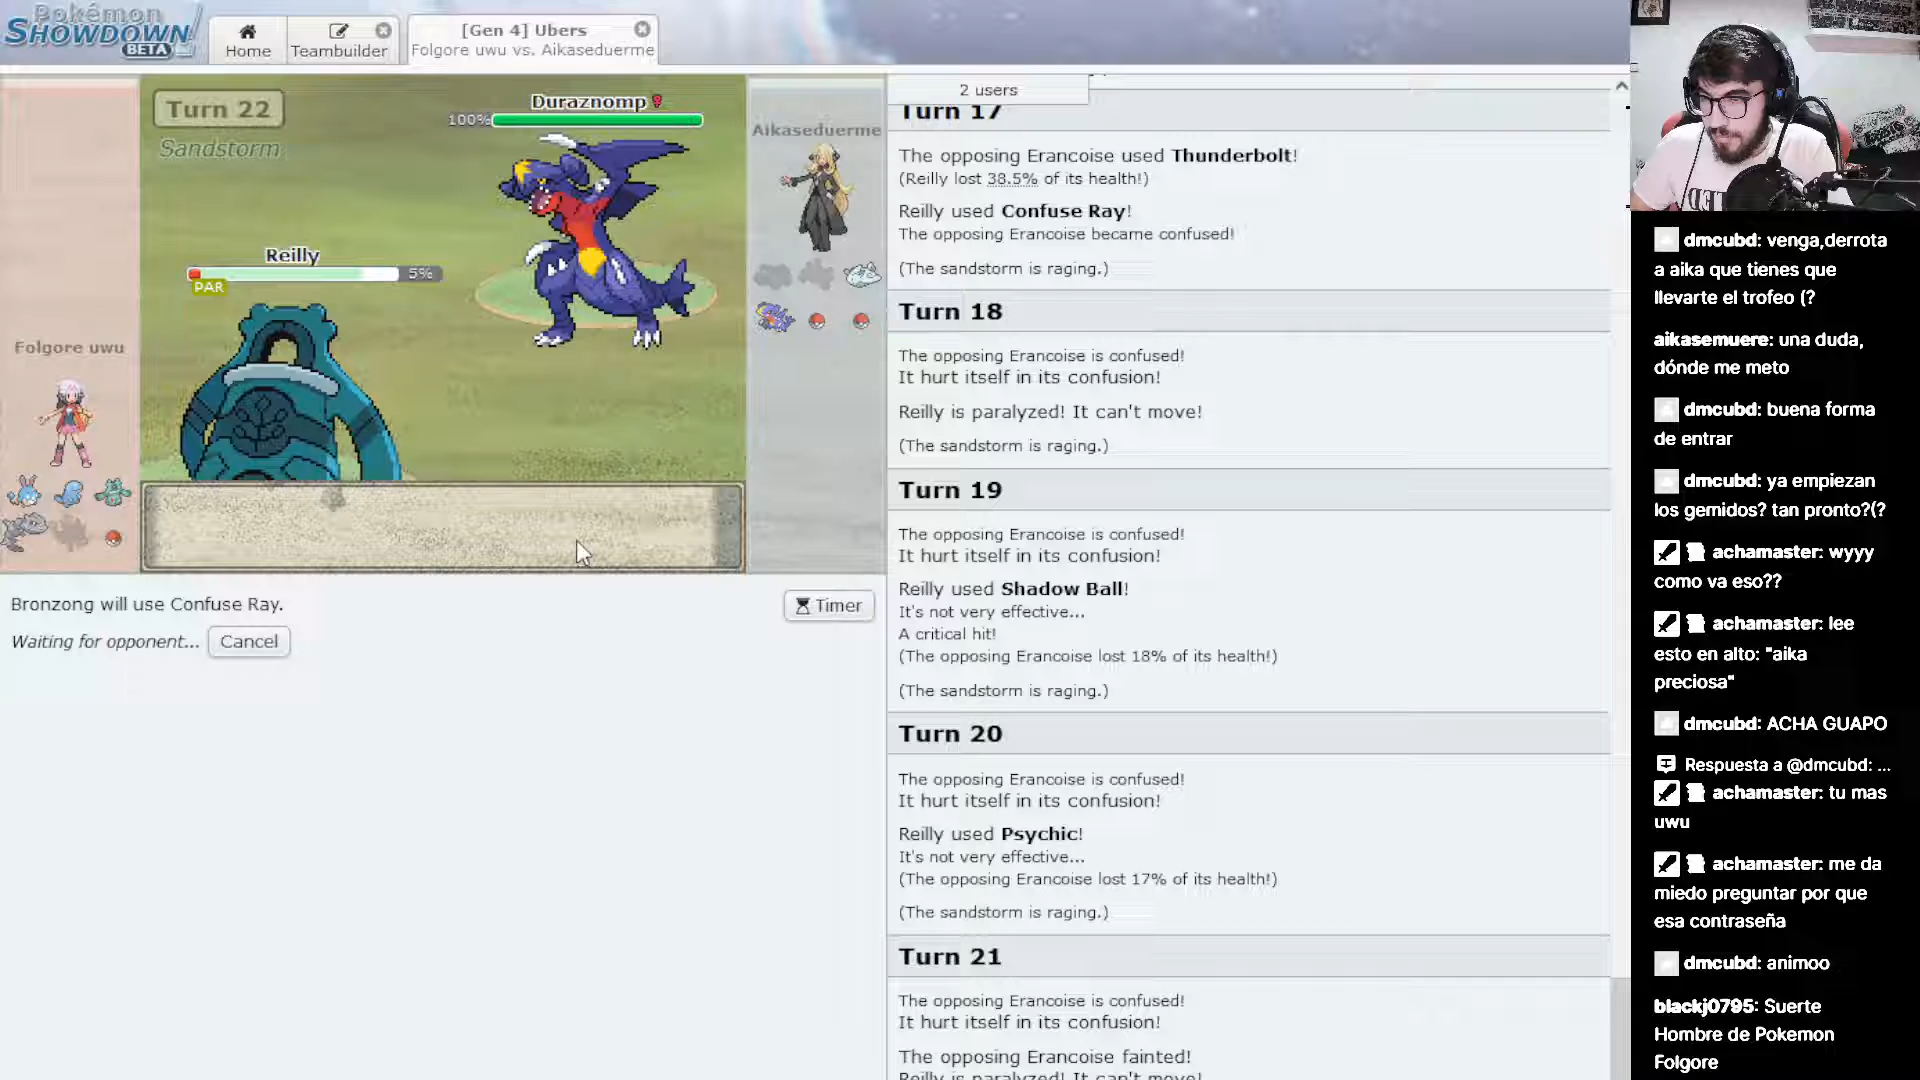 Pokémon
SHOWDOWN
BETA
Home
Teambuilder
[Gen 4] Ubers
Folgore uwu vs. Aikaseduerme
Turn 22
Sandstorm
Duraznomp
100%
Reilly
5%
PAR
Folgore uwu
Aikaseduerme
Bronzong will use Confuse Ray.
Waiting for opponent...
Cancel
Timer
2 users
Turn 17
The opposing Erancoise used Thunderbolt!
(Reilly lost 38.5% of its health!)
Reilly used Confuse Ray!
The opposing Erancoise became confused!
(The sandstorm is raging.)
Turn 18
The opposing Erancoise is confused!
It hurt itself in its confusion!
Reilly is paralyzed! It can't move!
(The sandstorm is raging.)
Turn 19
The opposing Erancoise is confused!
It hurt itself in its confusion!
Reilly used Shadow Ball!
It's not very effective...
A critical hit!
(The opposing Erancoise lost 18% of its health!)
(The sandstorm is raging.)
Turn 20
The opposing Erancoise is confused!
It hurt itself in its confusion!
Reilly used Psychic!
It's not very effective...
(The opposing Erancoise lost 17% of its health!)
(The sandstorm is raging.)
Turn 21
The opposing Erancoise is confused!
It hurt itself in its confusion!
The opposing Erancoise fainted!
Reilly is paralyzed! It can't move!
dmcubd: venga,derrota
a aika que tienes que
llevarte el trofeo (?
aikasemuere: una duda,
dónde me meto
dmcubd: buena forma
de entrar
dmcubd: ya empiezan
los gemidos? tan pronto?(?
achamaster: wyyy
como va eso??
achamaster: lee
esto en alto: "aika
preciosa"
dmcubd: ACHA GUAPO
Respuesta a @dmcubd: ...
achamaster: tu mas
uwu
achamaster: me da
miedo preguntar por que
esa contraseña
dmcubd: animoo
blackj0795: Suerte
Hombre de Pokemon
Folgore